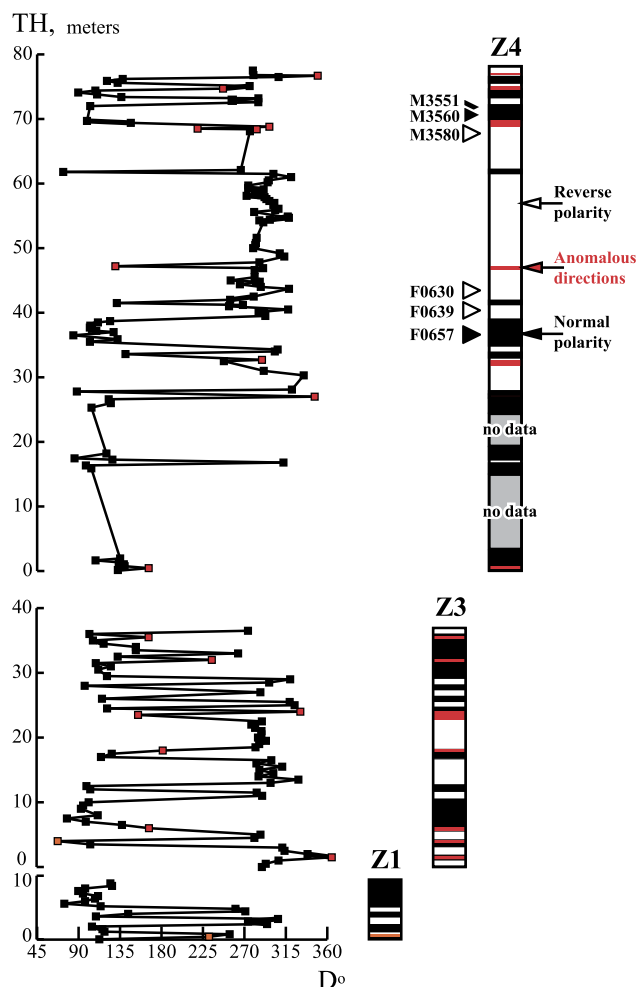 TH, meters
Z4
80
70
60
50
40
30
20
10
0
M3551
M3560
M3580
Reverse
polarity
Anomalous
directions
F0630
F0639
F0657
Normal
polarity
no data
no data
Z3
40
30
20
10
0
Z1
10
0
45 90 135 180 225 270 315 360
Dº